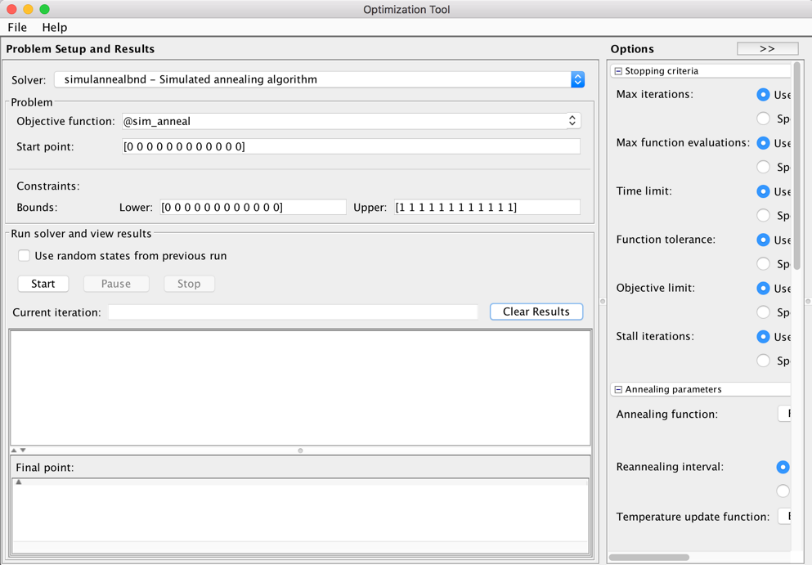 Optimization Tool
File Help
Problem Setup and Results
Solver: simulannealbnd - Simulated annealing algorithm
Problem
Objective function: @sim_anneal
Start point: [0 0 0 0 0 0 0 0 0 0 0 0]
Constraints:
Bounds: Lower: [0 0 0 0 0 0 0 0 0 0 0 0] Upper: [1 1 1 1 1 1 1 1 1 1 1 1]
Run solver and view results
Use random states from previous run
Start Pause Stop
Current iteration: Clear Results
Final point:
Options >>
Stopping criteria
Max iterations: Use
Sp
Max function evaluations: Use
Sp
Time limit: Use
Sp
Function tolerance: Use
Sp
Objective limit: Use
Sp
Stall iterations: Use
Sp
Annealing parameters
Annealing function:
Reannealing interval:
Temperature update function: